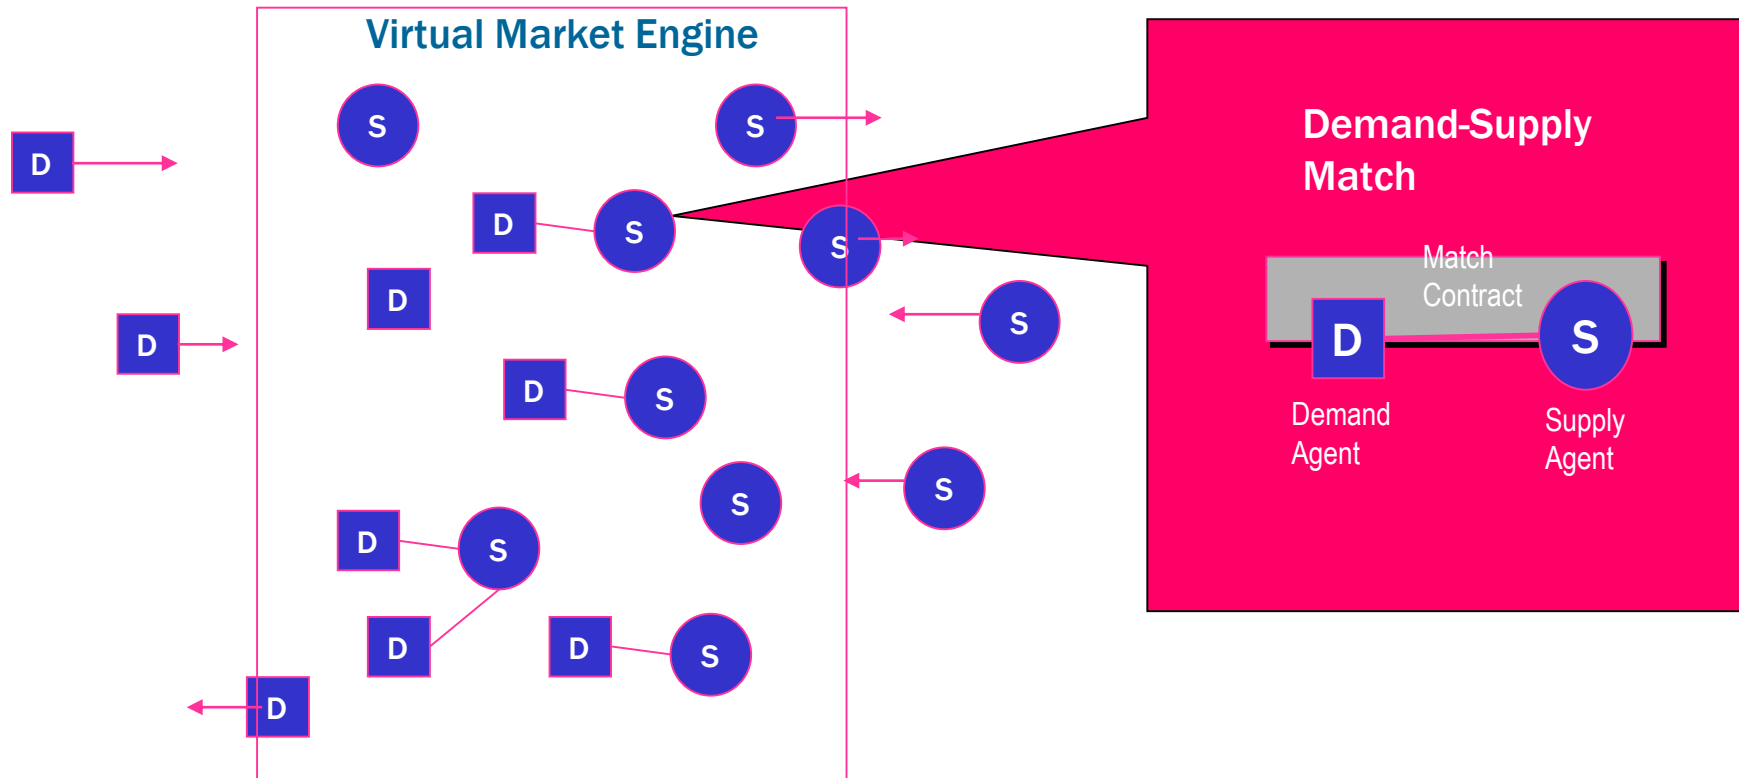 Virtual Market Engine
S
S
D
Demand-Supply
Match
D
S
S
D
Match
Contract
S
D
D
S
D
S
S
D
S
Demand
Agent
Supply
Agent
S
S
D
S
D
D
S
D